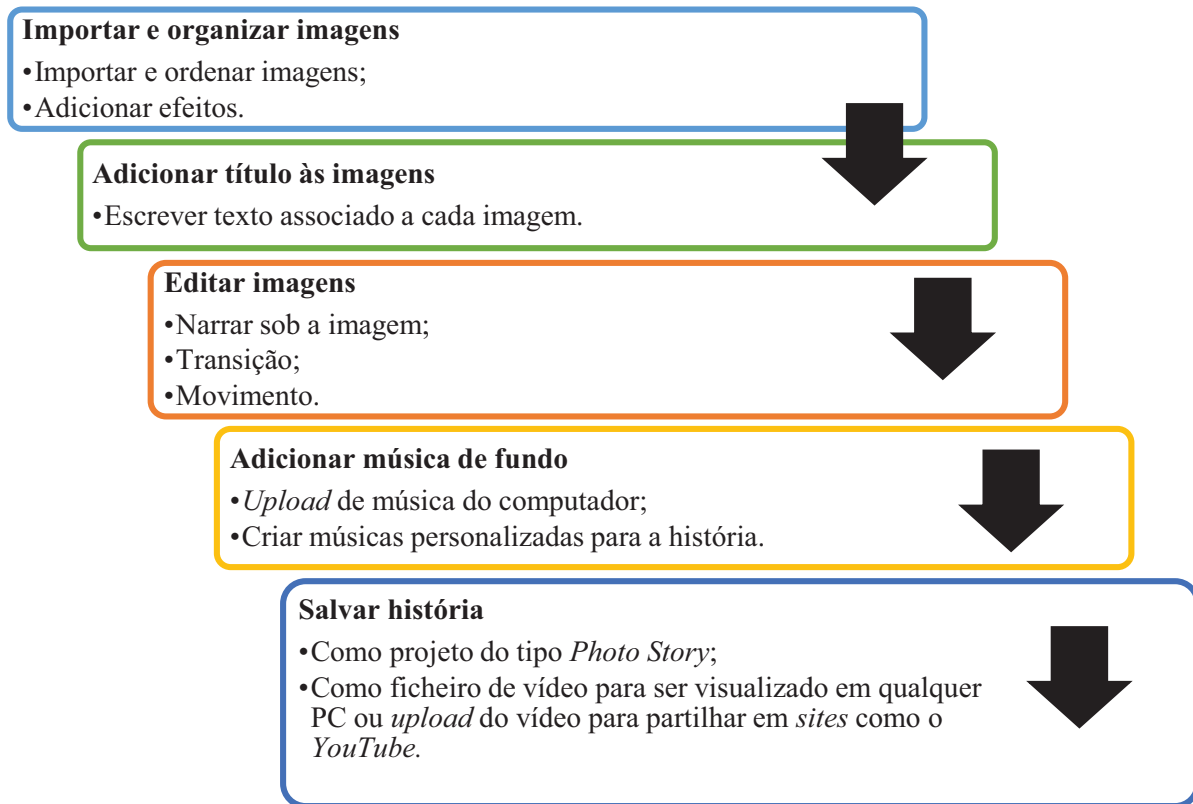 Importar e organizar imagens
•Importar e ordenar imagens;
•Adicionar efeitos.
Adicionar título às imagens
•Escrever texto associado a cada imagem.
Editar imagens
•Narrar sob a imagem;
•Transição;
•Movimento.
Adicionar música de fundo
•Upload de música do computador;
•Criar músicas personalizadas para a história.
Salvar história
•Como projeto do tipo Photo Story;
•Como ficheiro de vídeo para ser visualizado em qualquer
PC ou upload do vídeo para partilhar em sites como o
YouTube.